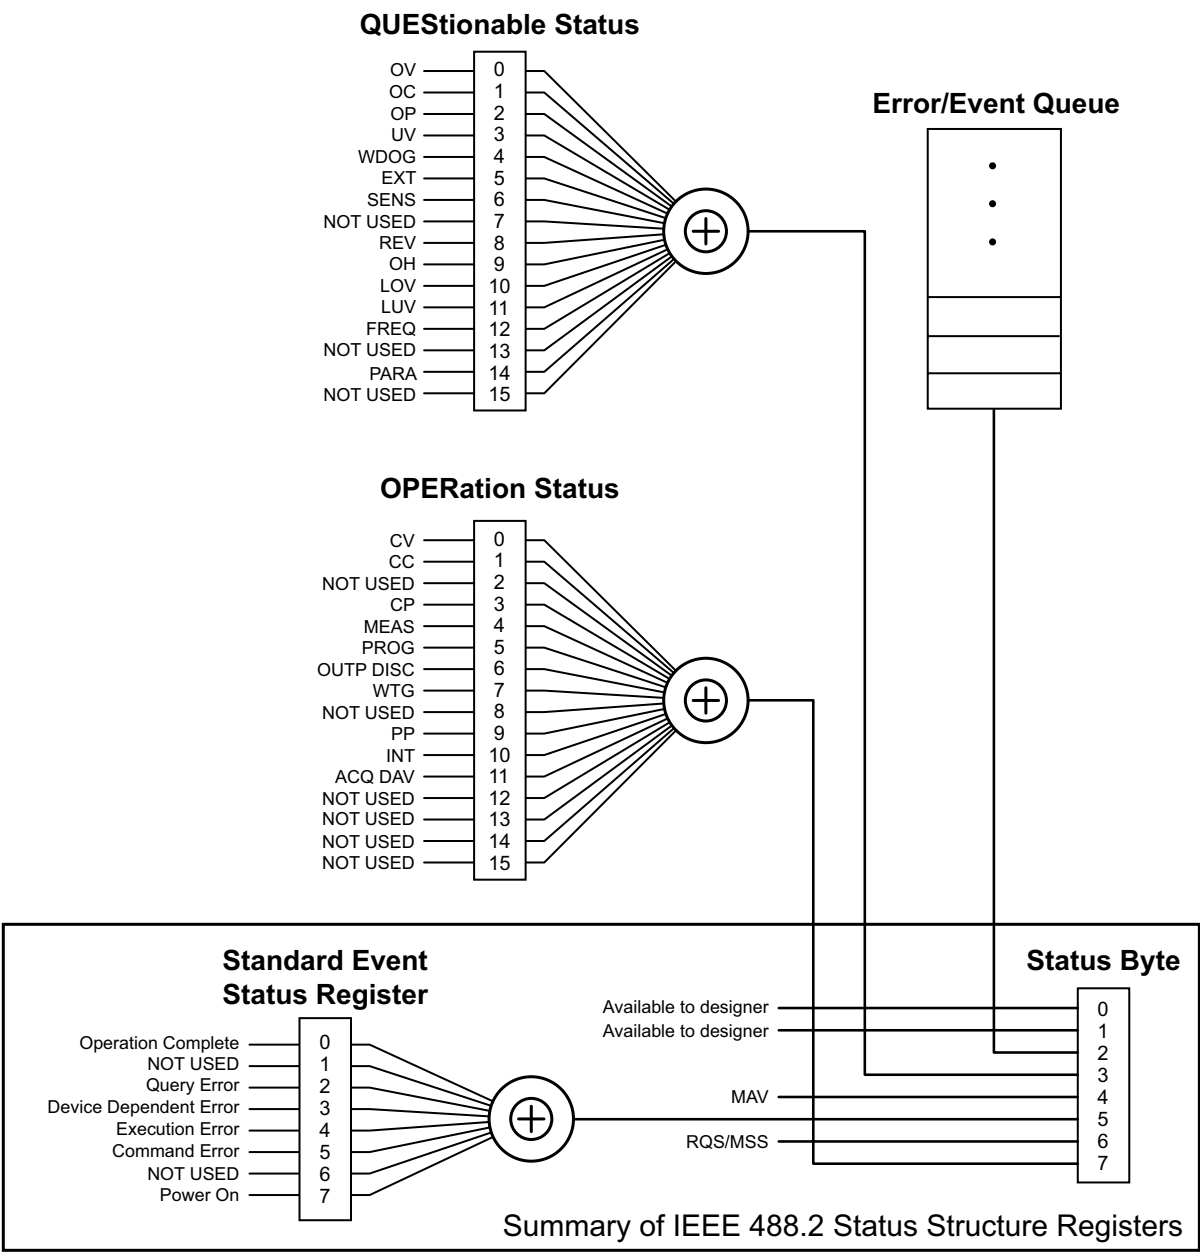 QUEStionable Status
OV 0
OC 1
OP 2
UV 3
WDOG 4
EXT 5
SENS 6
NOT USED 7
REV 8
OH 9
LOV 10
LUV 11
FREQ 12
NOT USED 13
PARA 14
NOT USED 15
Error/Event Queue
OPERation Status
CV 0
CC 1
NOT USED 2
CP 3
MEAS 4
PROG 5
OUTP DISC 6
WTG 7
NOT USED 8
PP 9
INT 10
ACQ DAV 11
NOT USED 12
NOT USED 13
NOT USED 14
NOT USED 15
Standard Event
Status Register
Operation Complete 0
NOT USED 1
Query Error 2
Device Dependent Error 3
Execution Error 4
Command Error 5
NOT USED 6
Power On 7
Status Byte
Available to designer 0
Available to designer 1
2
3
MAV 4
5
RQS/MSS 6
7
Summary of IEEE 488.2 Status Structure Registers